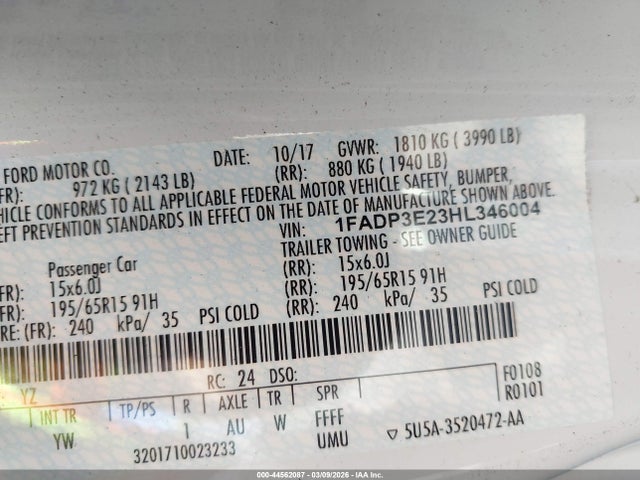 FORD MOTOR CO. DATE: 10/17 GVWR: 1810 KG ( 3990 LB)
FR): 972 KG ( 2143 LB) (RR): 880 KG ( 1940 LB)
HICLE CONFORMS TO ALL APPLICABLE FEDERAL MOTOR VEHICLE SAFETY, BUMPER,
EFT PREVENTION STANDARDS IN EFFECT ON THE DATE OF MANUFACTURE SHOWN ABOVE.
VIN: 1FADP3E23HL346004
TRAILER TOWING - SEE OWNER GUIDE
Passenger Car
FR): 15x6.0J (RR): 15x6.0J
FR): 195/65R15 91H (RR): 195/65R15 91H
RE: (FR): 240 kPa/ 35 PSI COLD (RR): 240 kPa/ 35 PSI COLD
: YZ RC: 24 DSO: F0108
INT TR TP/PS R AXLE TR SPR R0101
YW 1 AU W FFFF
UMU
3201710023233 5U5A-3520472-AA
000-44562087 - 03/09/2026 - IAAI.COM